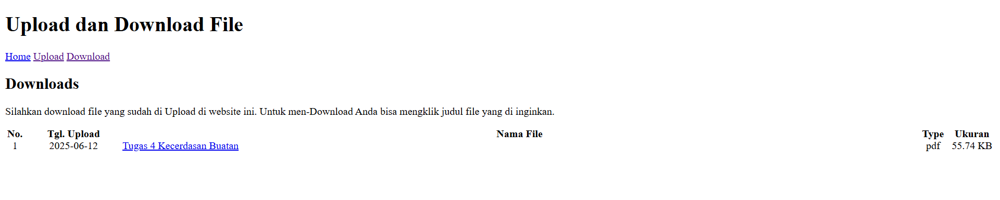 Upload dan Download File
Home Upload Download
Downloads
Silahkan download file yang sudah di Upload di website ini. Untuk men-Download Anda bisa mengklik judul file yang di inginkan.
No. Tgl. Upload Nama File Type Ukuran
1 2025-06-12 Tugas 4 Kecerdasan Buatan pdf 55.74 KB